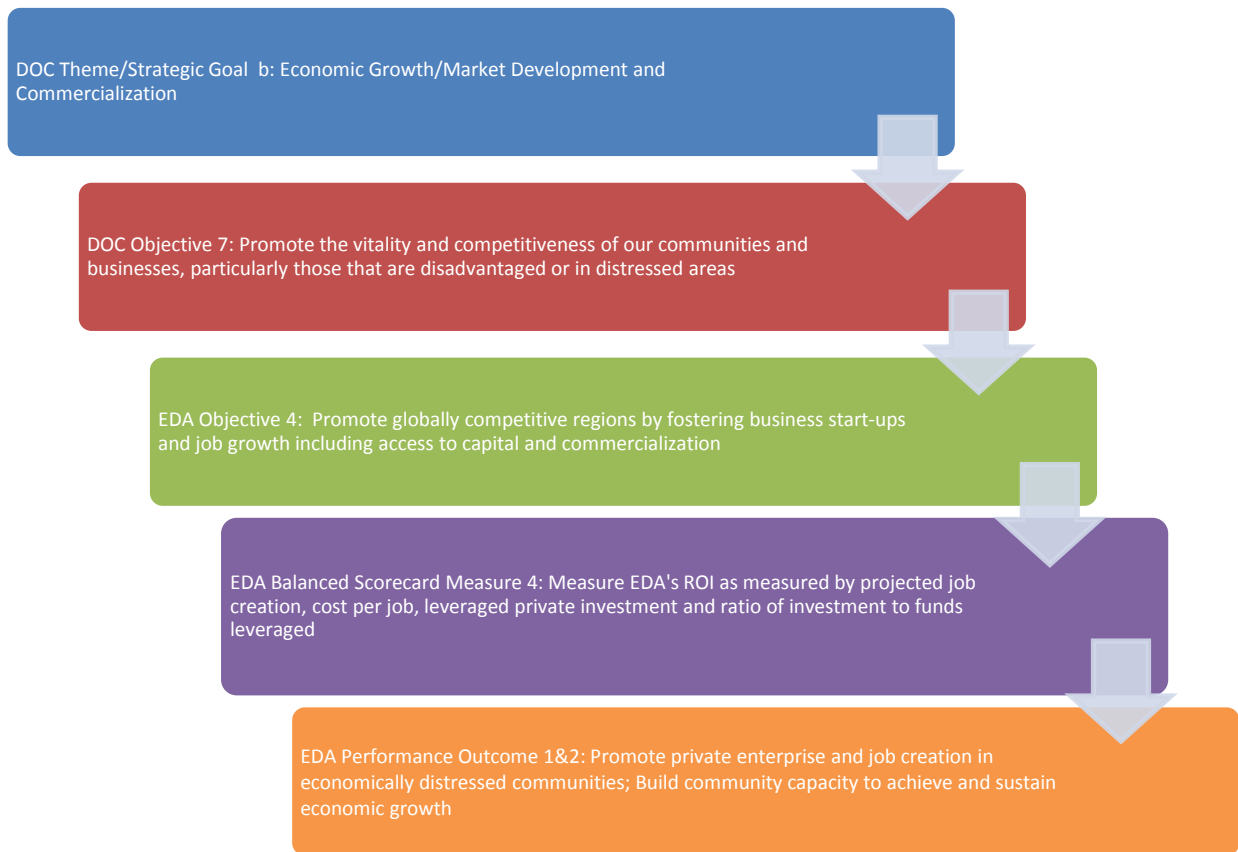 DOC Theme/Strategic Goal  b: Economic Growth/Market Development and
Commercialization
DOC Objective 7: Promote the vitality and competitiveness of our communities and
businesses, particularly those that are disadvantaged or in distressed areas
EDA Objective 4:  Promote globally competitive regions by fostering business start-ups
and job growth including access to capital and commercialization
EDA Balanced Scorecard Measure 4: Measure EDA's ROI as measured by projected job
creation, cost per job, leveraged private investment and ratio of investment to funds
leveraged
EDA Performance Outcome 1&2: Promote private enterprise and job creation in
economically distressed communities; Build community capacity to achieve and sustain
economic growth